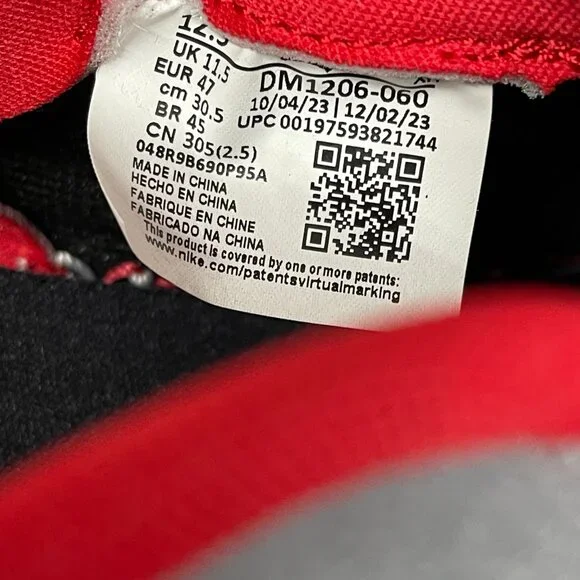 12.5
UK 11.5
EUR 47
cm 30.5
BR 45
CN 305(2.5)
048R9B690P95A
MADE IN CHINA
HECHO EN CHINA
FABRIQUE EN CHINE
FABRICADO NA CHINA
DM1206-060
10/04/23 | 12/02/23
UPC 00197593821744
This product is covered by one or more patents:
www.nike.com/patentsvirtualmarking